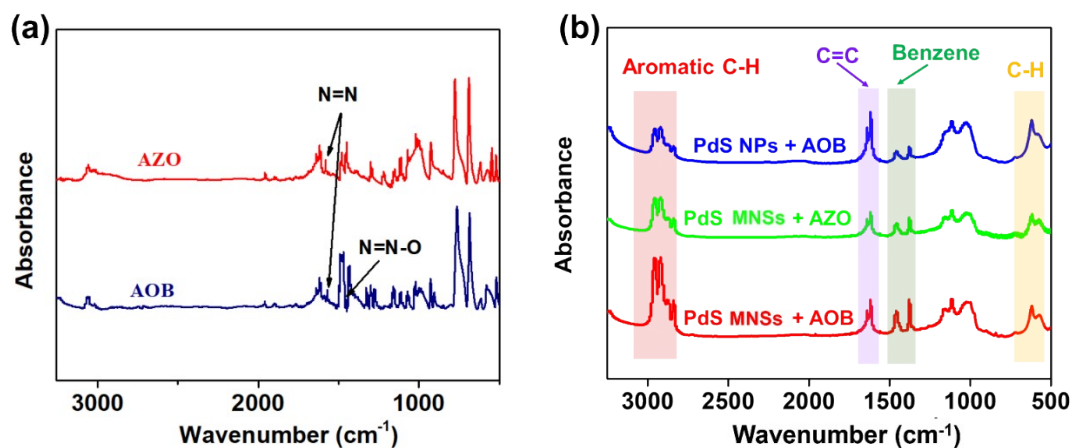 (a)
N=N
AZO
N=N-O
AOB
Absorbance
3000
2000
1000
Wavenumber (cm⁻¹)
(b)
C=C
Benzene
Aromatic C-H
C-H
PdS NPs + AOB
PdS MNSs + AZO
PdS MNSs + AOB
Absorbance
3000
2500
2000
1500
1000
500
Wavenumber (cm⁻¹)